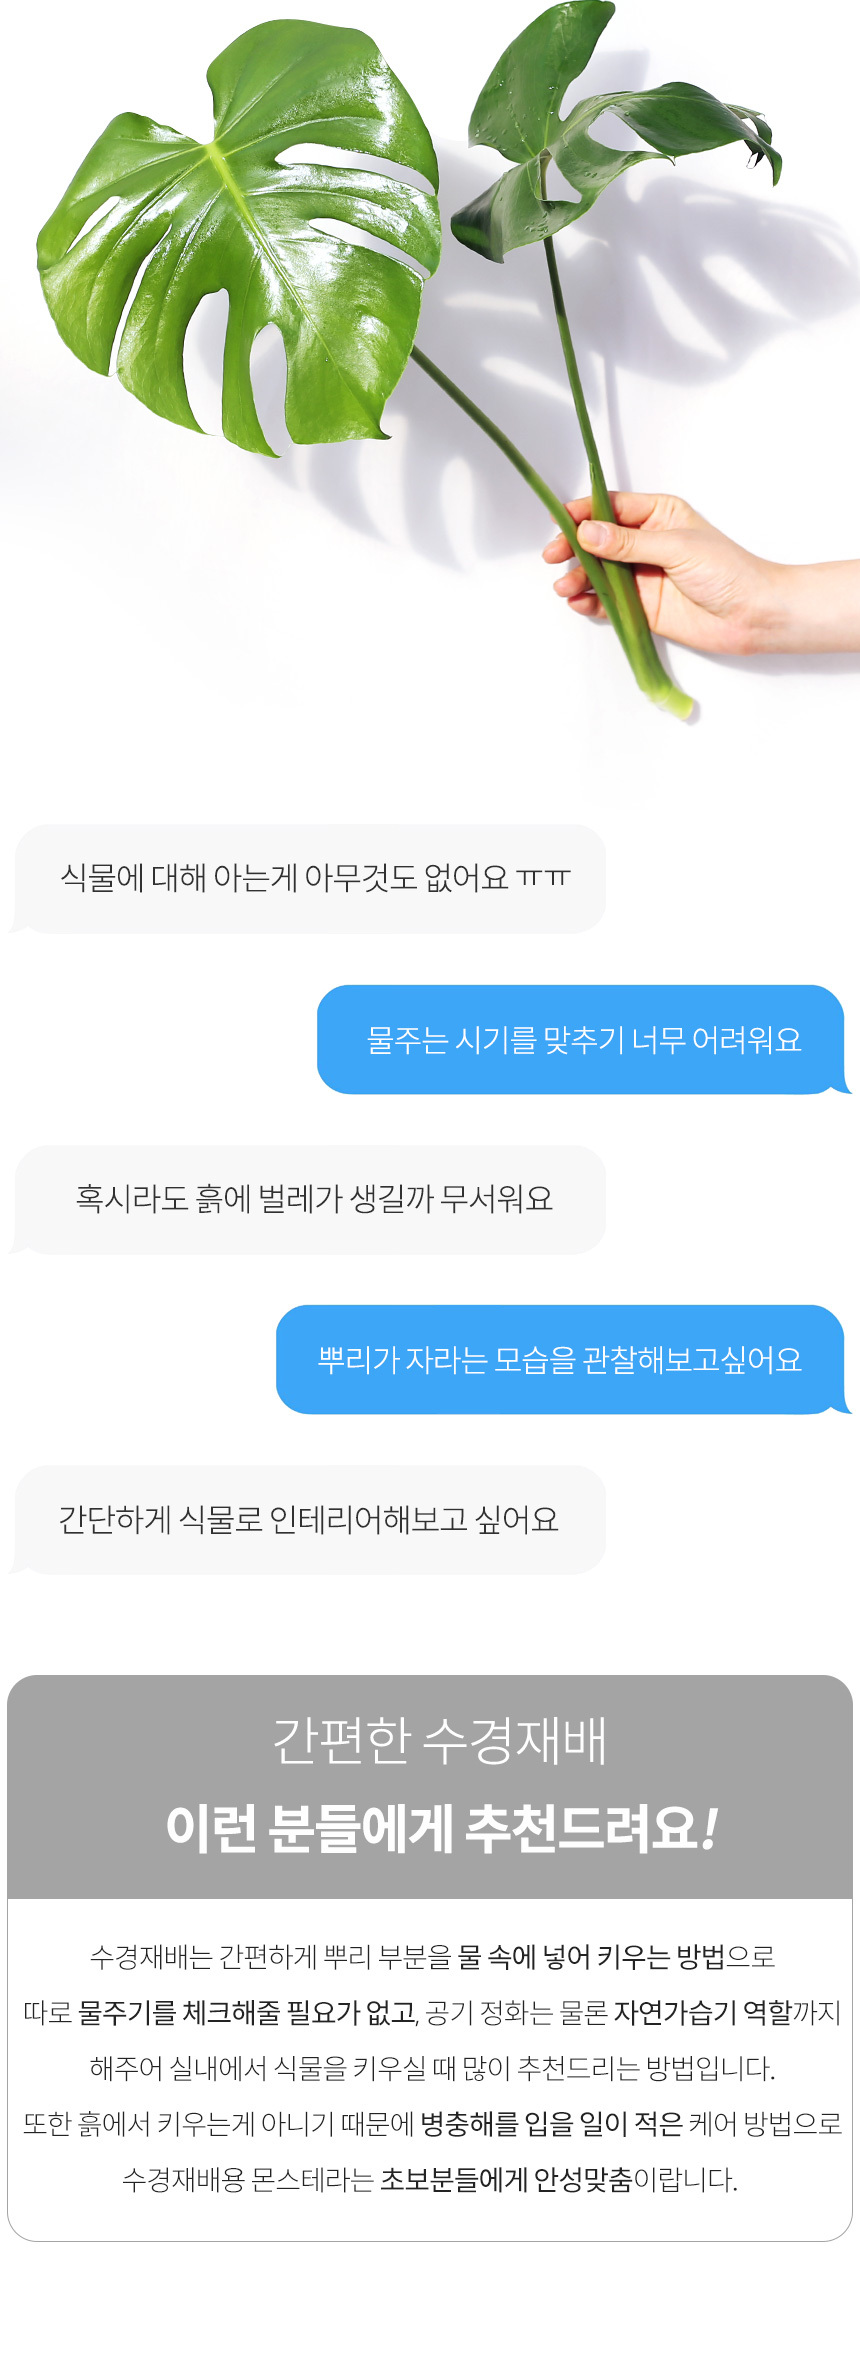 식물에 대해 아는게 아무것도 없어요 ㅠㅠ
물주는 시기를 맞추기 너무 어려워요
혹시라도 흙에 벌레가 생길까 무서워요
뿌리가 자라는 모습을 관찰해보고싶어요
간단하게 식물로 인테리어해보고 싶어요
간편한 수경재배
이런 분들에게 추천드려요!
수경재배는 간편하게 뿌리 부분을 물 속에 넣어 키우는 방법으로
따로 물주기를 체크해줄 필요가 없고, 공기 정화는 물론 자연가습기 역할까지
해주어 실내에서 식물을 키우실 때 많이 추천드리는 방법입니다.
또한 흙에서 키우는게 아니기 때문에 병충해를 입을 일이 적은 케어 방법으로
수경재배용 몬스테라는 초보분들에게 안성맞춤이랍니다.